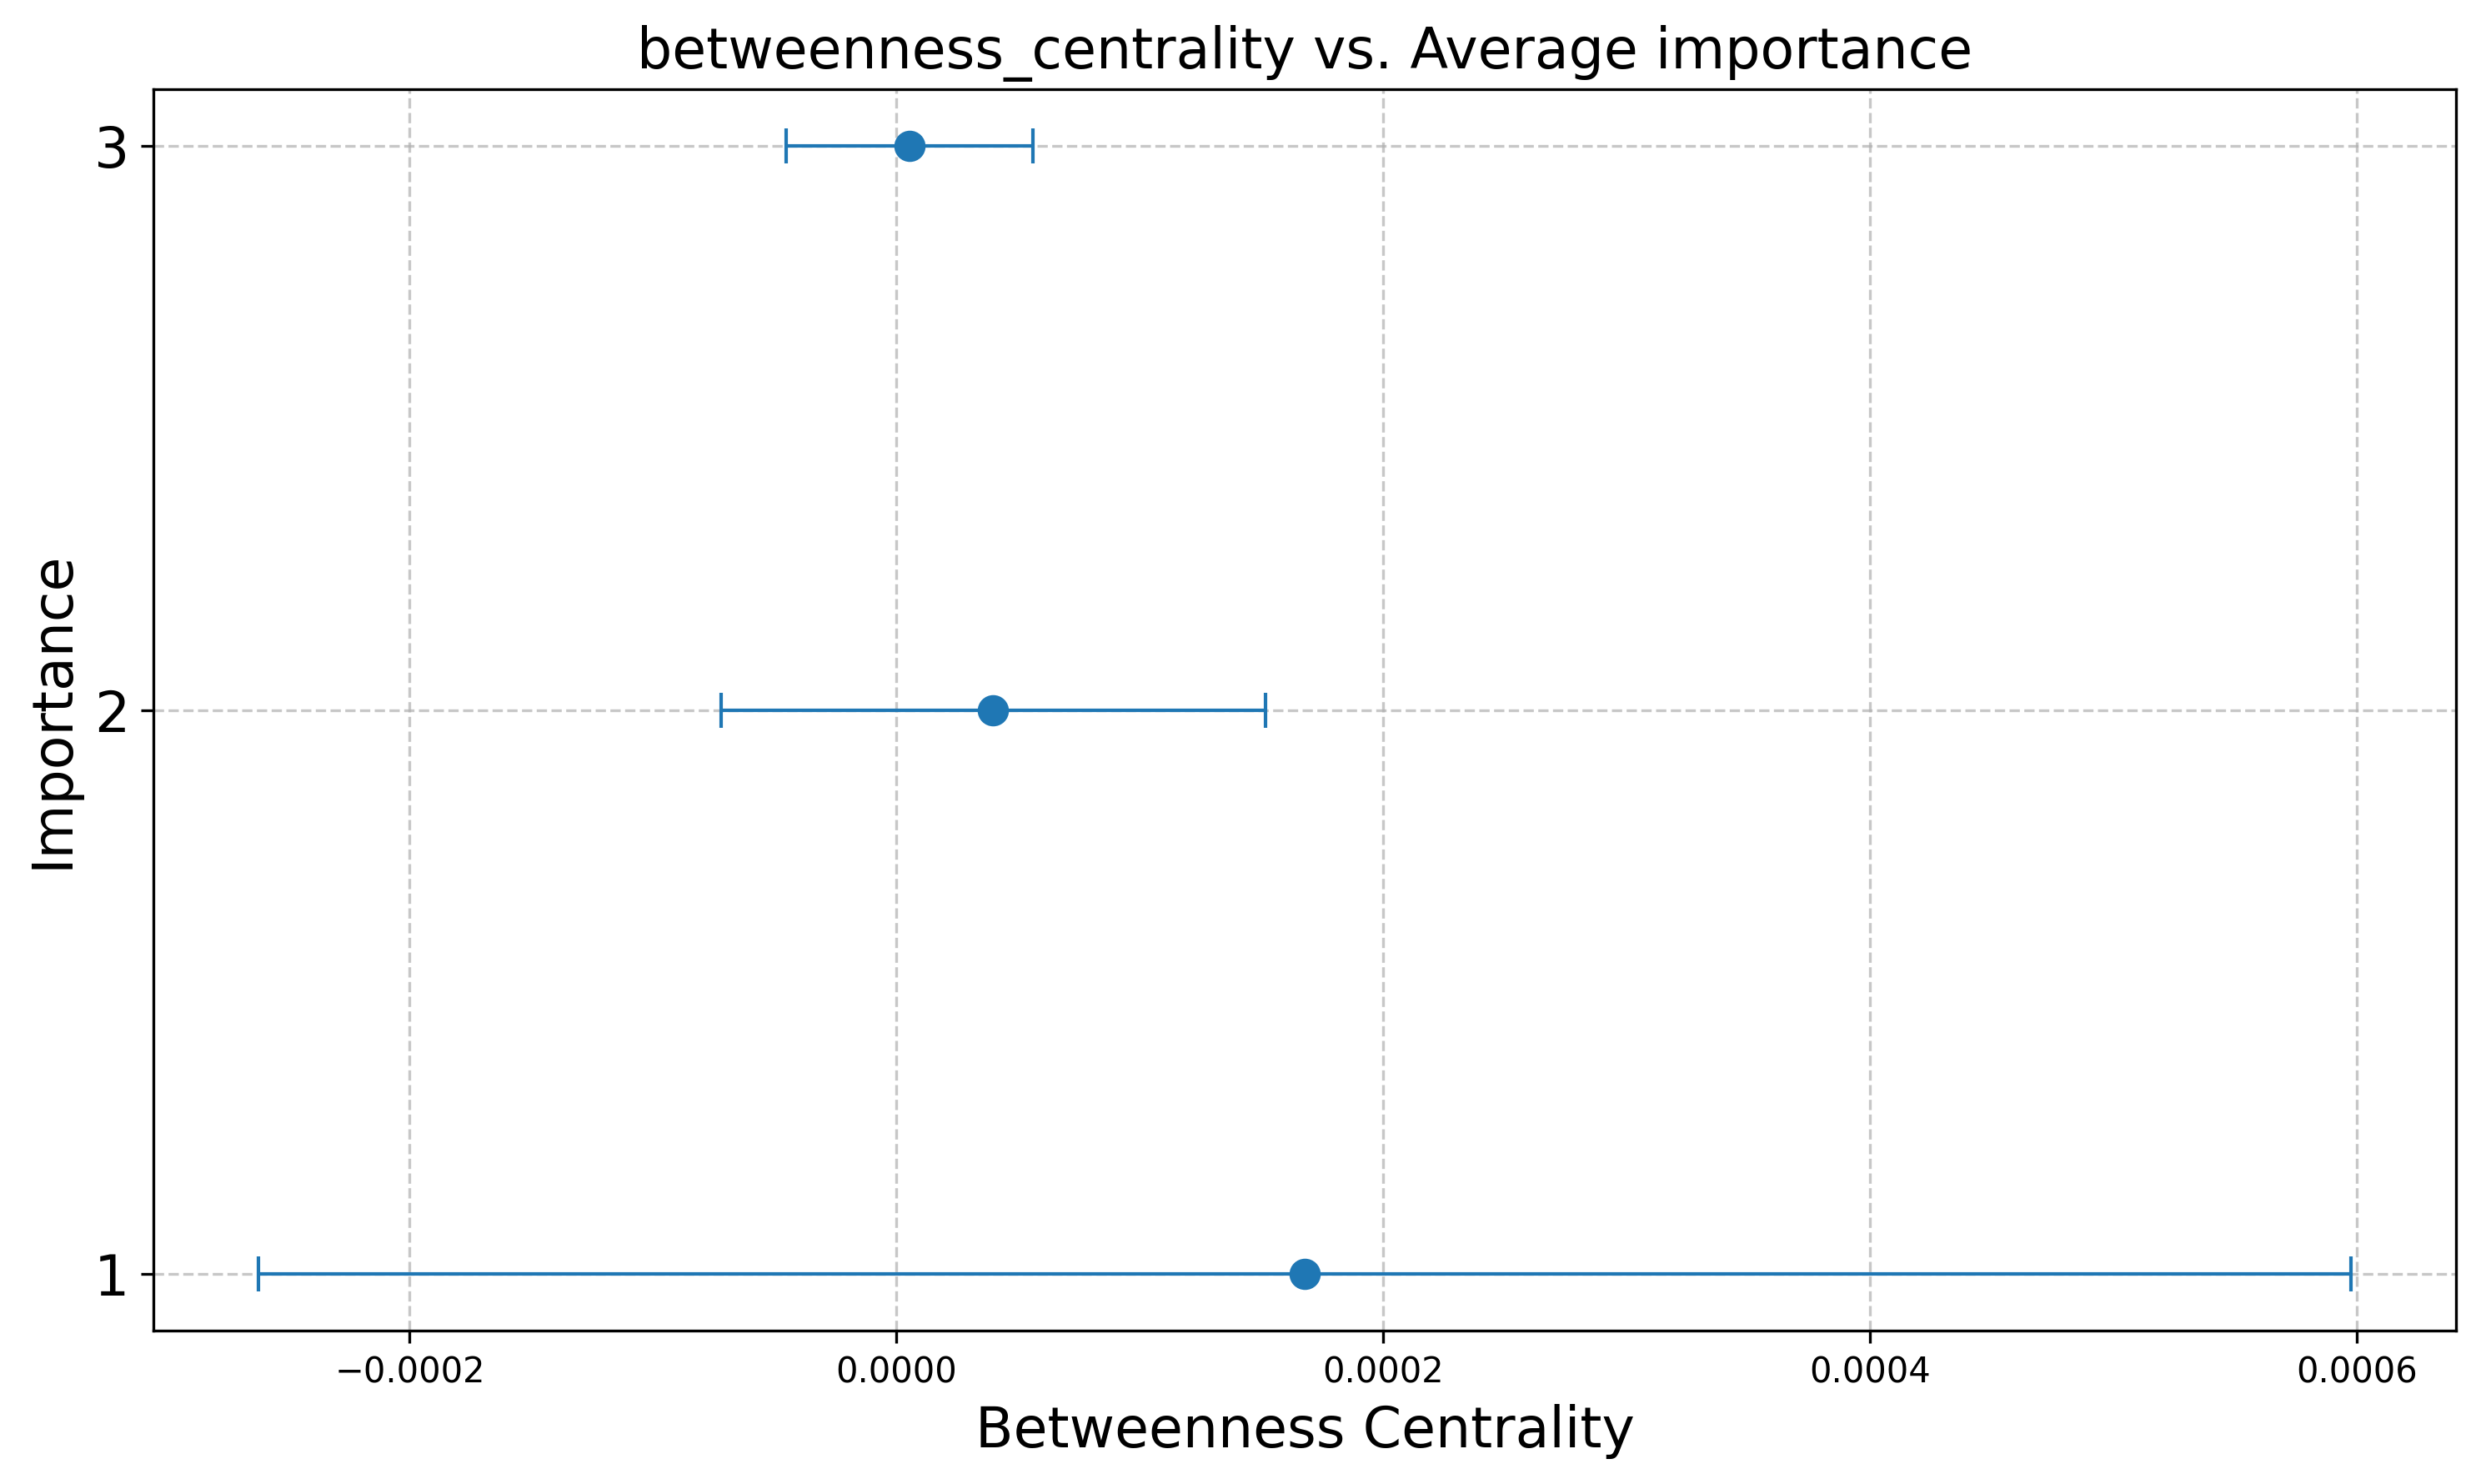 betweenness_centrality vs. Average importance
3
2
1
Importance
−0.0002 0.0000 0.0002 0.0004 0.0006
Betweenness Centrality